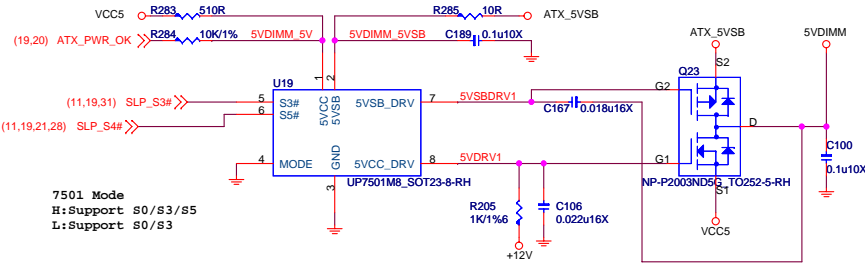 VCC5 R283 510R R285 10R ATX_5VSB
(19,20) ATX_PWR_OK R284 10K/1% 5VDIMM_5V 5VDIMM_5VSB C189 0.1u10X
ATX_5VSB 5VDIMM
U19 1 2 Q23 S2
(11,19,31) SLP_S3# 5 S3# 5VCC 5VSB 5VSB_DRV 7 5VSBDRV1 G2
(11,19,21,28) SLP_S4# 6 S5# C167 0.018u16X D
4 MODE GND 5VCC_DRV 8 5VDRV1 G1 C100
3 UP7501M8_SOT23-8-RH NP-P2003ND5G_TO252-5-RH 0.1u10X
S1
7501 Mode
H:Support S0/S3/S5
L:Support S0/S3
R205 1K/1%6 C106 0.022u16X
VCC5
+12V